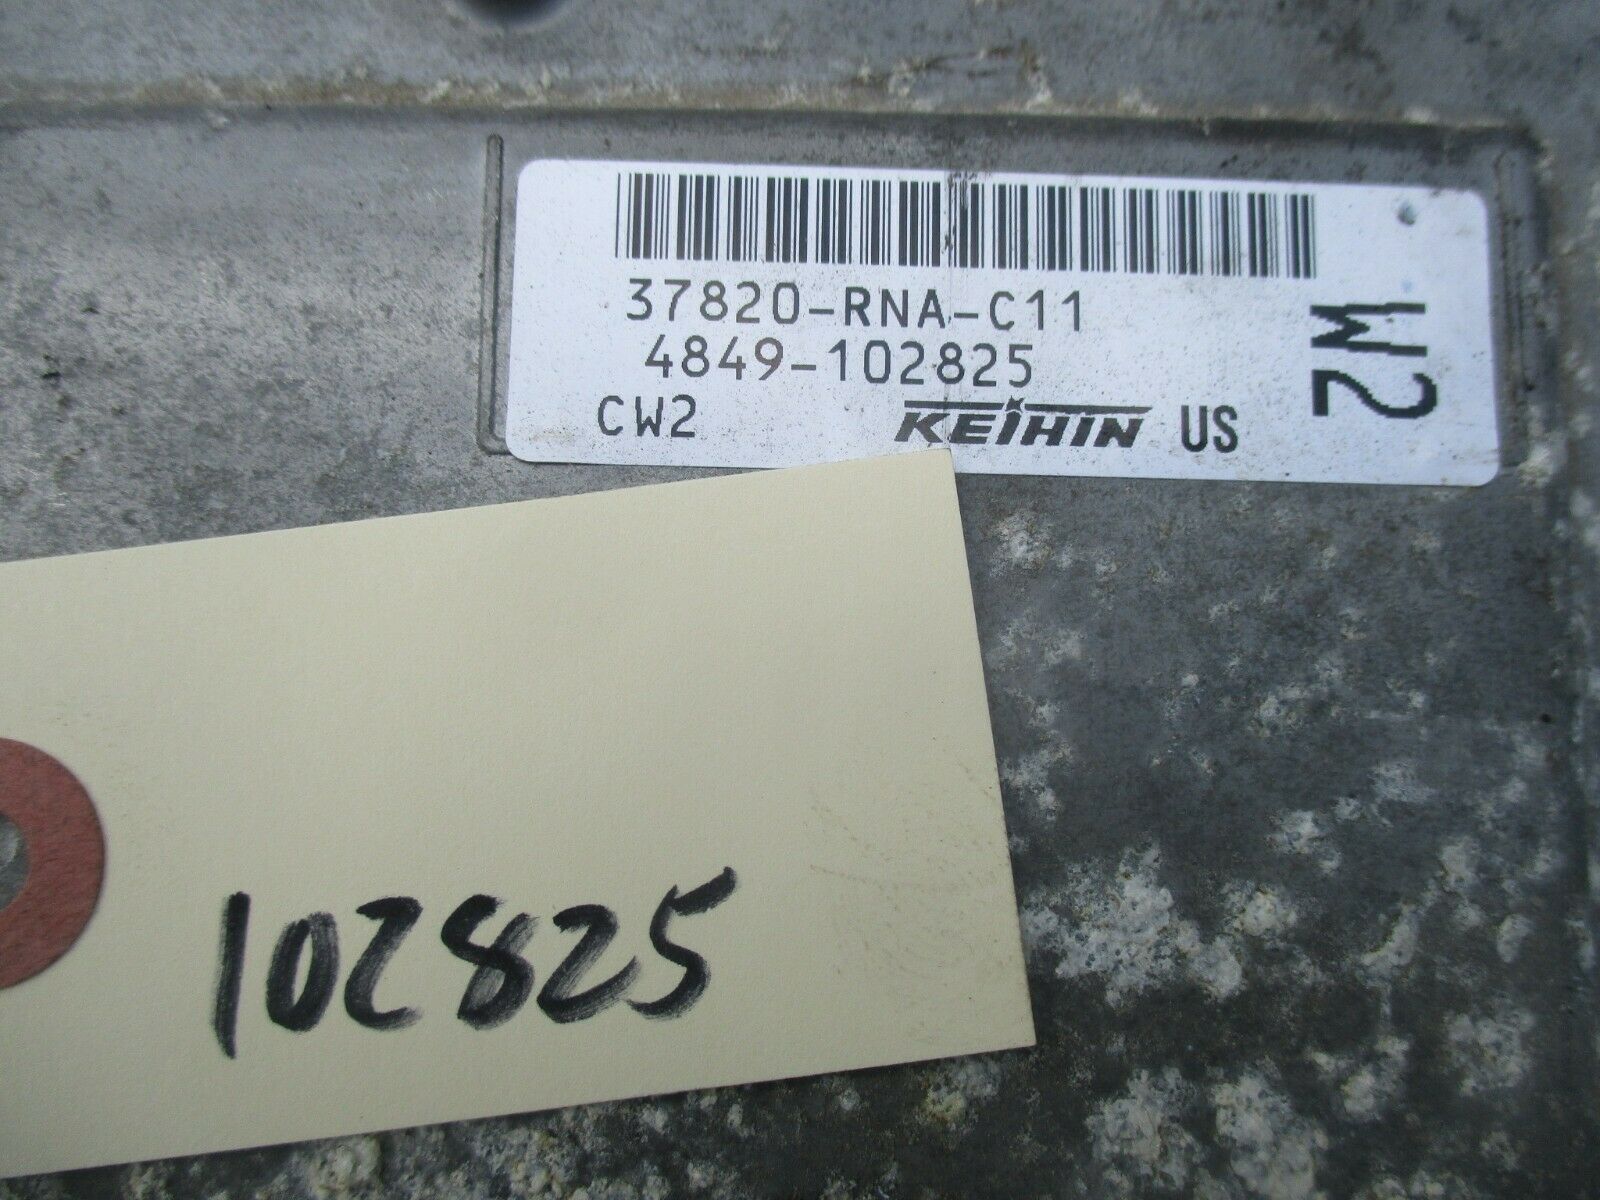 37820-RNA-C11
4849-102825
CW2 KEIHIN US
W2
102825